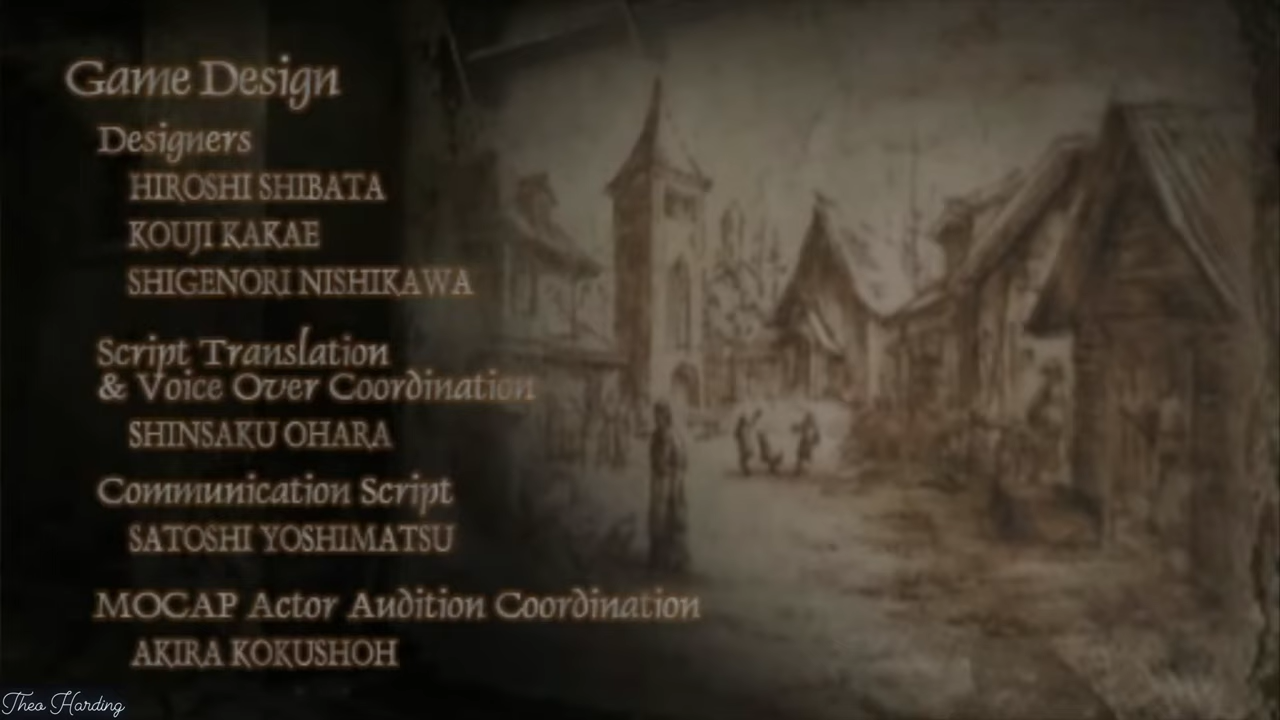 Game Design
Designers
HIROSHI SHIBATA
KOUJI KAKAE
SHIGENORI NISHIKAWA
Script Translation
& Voice Over Coordination
SHINSAKU OHARA
Communication Script
SATOSHI YOSHIMATSU
MOCAP Actor Audition Coordination
AKIRA KOKUSHOH
Theo Harding